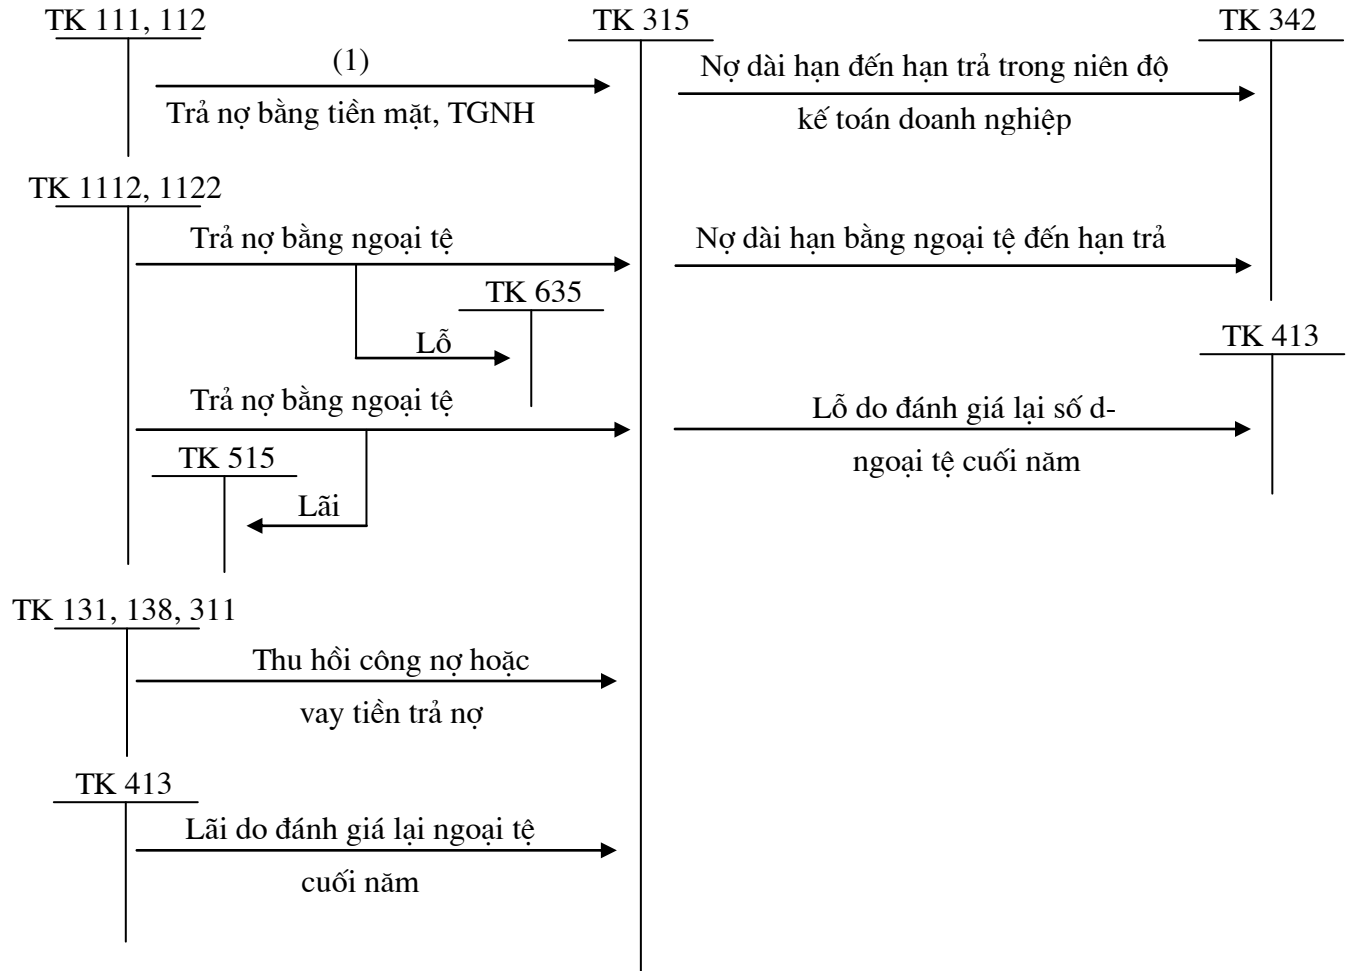 TK 111, 112
TK 315
TK 342
(1)
Nợ dài hạn đến hạn trả trong niên độ
Trả nợ bằng tiền mặt, TGNH
kế toán doanh nghiệp
TK 1112, 1122
Trả nợ bằng ngoại tệ
Nợ dài hạn bằng ngoại tệ đến hạn trả
TK 635
Lỗ
TK 413
Trả nợ bằng ngoại tệ
Lỗ do đánh giá lại số d-
TK 515
ngoại tệ cuối năm
Lãi
TK 131, 138, 311
Thu hồi công nợ hoặc
vay tiền trả nợ
TK 413
Lãi do đánh giá lại ngoại tệ
cuối năm